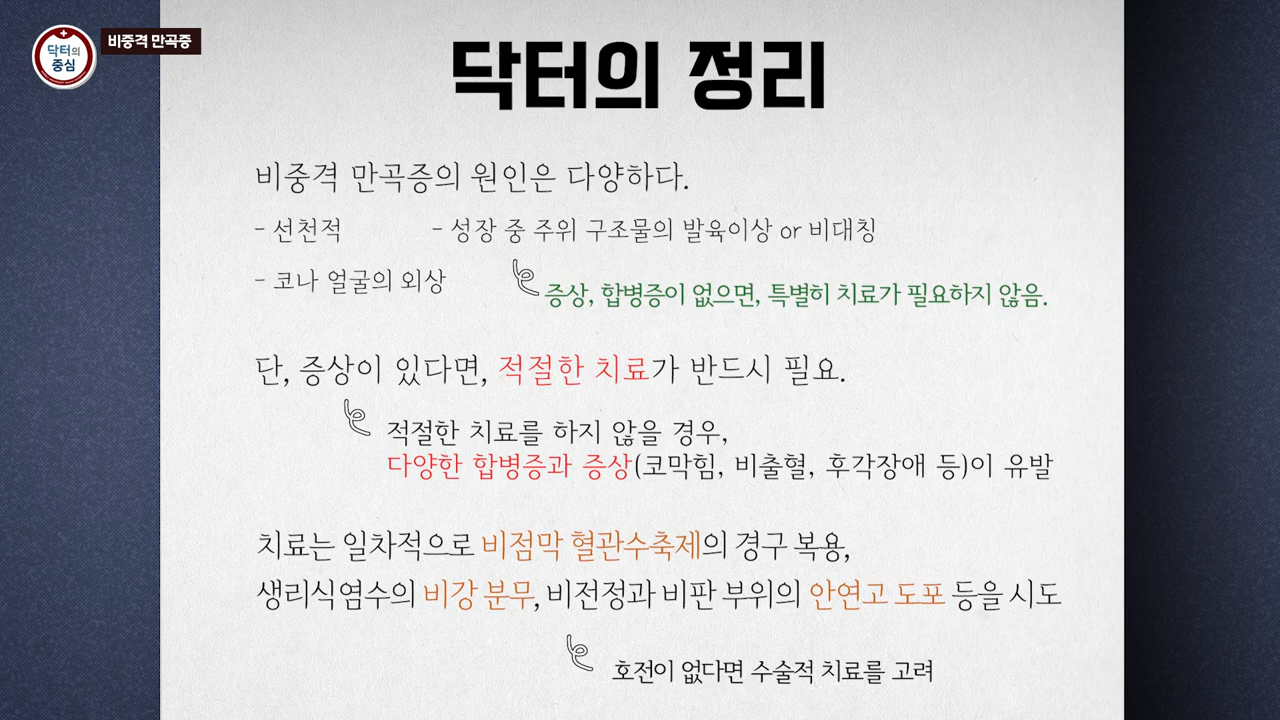 닥터의
중심
비중격 만곡증
닥터의 정리
비중격 만곡증의 원인은 다양하다.
- 선천적
- 성장 중 주위 구조물의 발육이상 or 비대칭
- 코나 얼굴의 외상
증상, 합병증이 없으면, 특별히 치료가 필요하지 않음.
단, 증상이 있다면, 적절한 치료가 반드시 필요.
적절한 치료를 하지 않을 경우,
다양한 합병증과 증상(코막힘, 비출혈, 후각장애 등)이 유발
치료는 일차적으로 비점막 혈관수축제의 경구 복용,
생리식염수의 비강 분무, 비전정과 비판 부위의 안연고 도포 등을 시도
호전이 없다면 수술적 치료를 고려